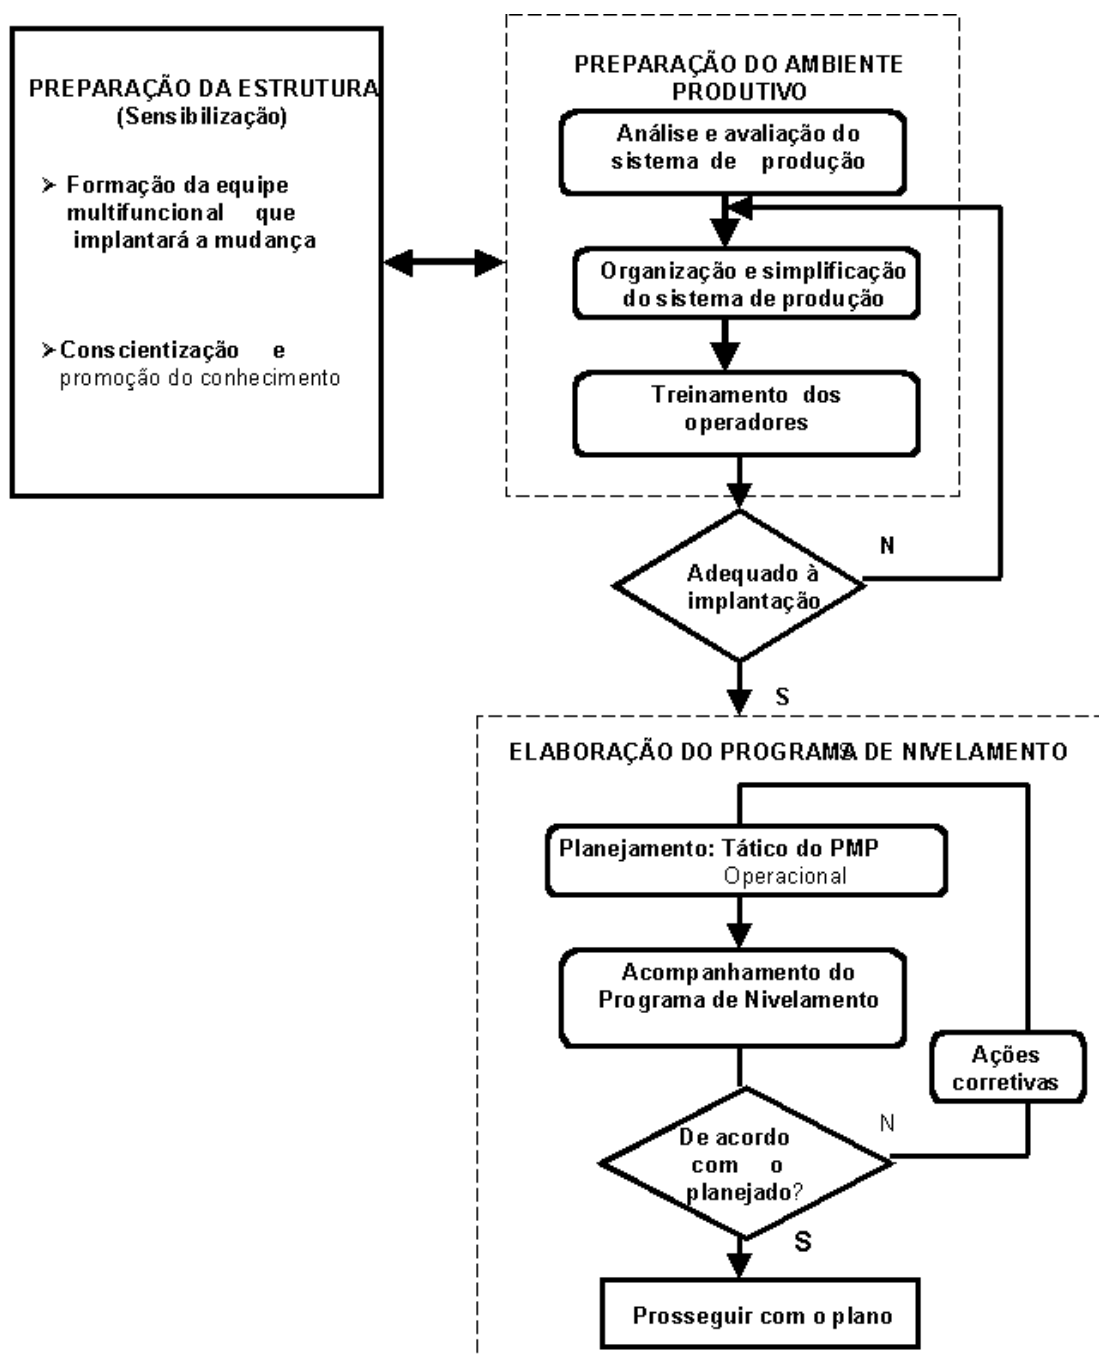 PREPARAÇÃO DA ESTRUTURA
(Sensibilização)
➢ Formação da equipe
multifuncional que
implantará a mudança
➢ Conscientização e
promoção do conhecimento
PREPARAÇÃO DO AMBIENTE
PRODUTIVO
Análise e avaliação do
sistema de produção
Organização e simplificação
do sistema de produção
Treinamento dos
operadores
Adequado à
implantação
N
S
ELABORAÇÃO DO PROGRAMA DE NIVELAMENTO
Planejamento: Tático do PMP
Operacional
Acompanhamento do
Programa de Nivelamento
Ações
corretivas
De acordo
com o
planejado?
N
S
Prosseguir com o plano